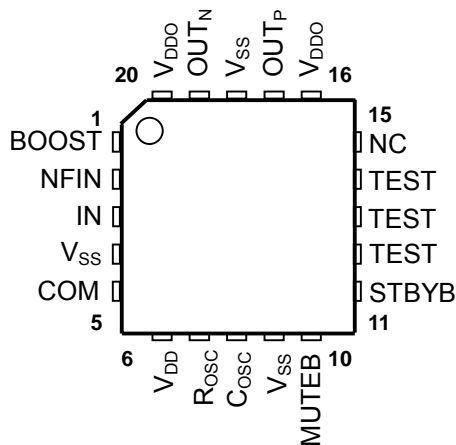 20 V_DDO OUT_N V_SS OUT_P V_DDO 16
1 15
BOOST NC
NFIN TEST
IN TEST
V_SS TEST
COM STBYB
5 11
6 V_DD R_OSC C_OSC V_SS MUTEB 10